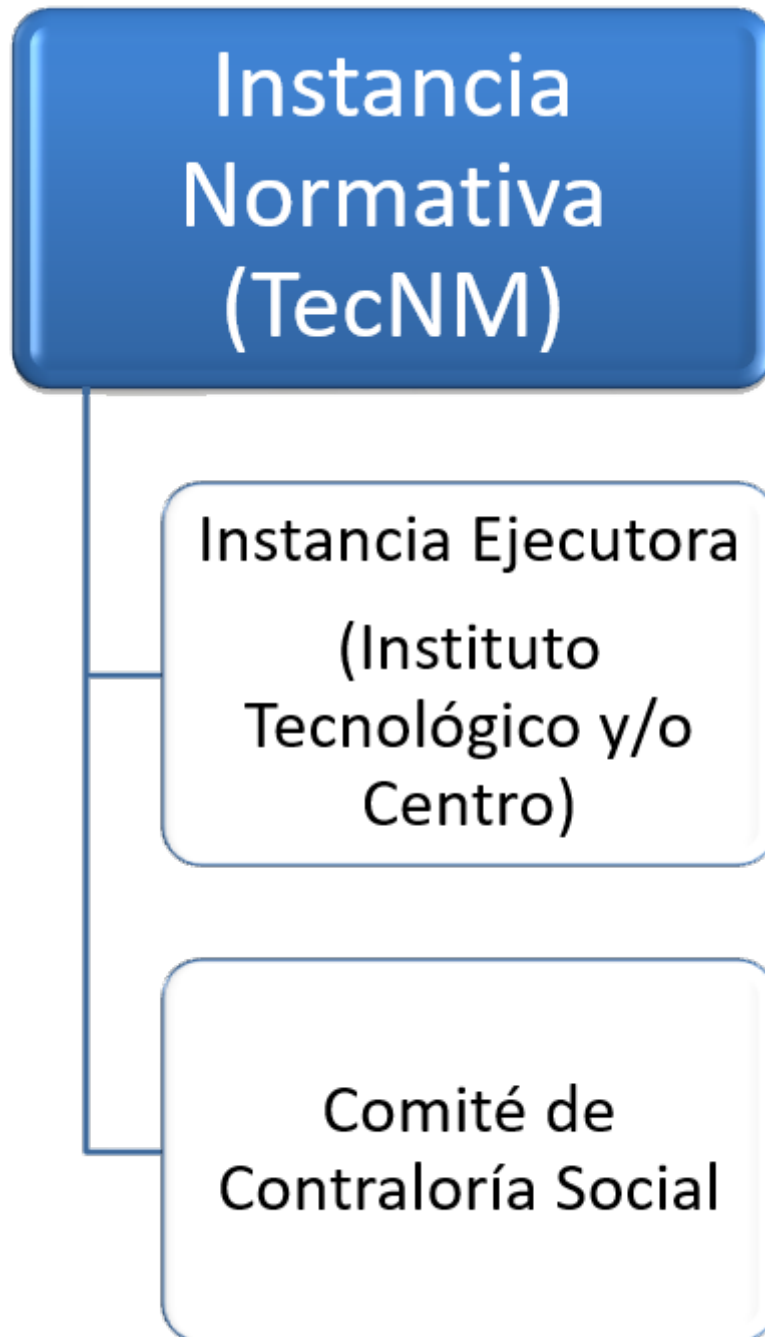 Instancia
Normativa
(TecNM)
Instancia Ejecutora
(Instituto
Tecnológico y/o
Centro)
Comité de
Contraloría Social